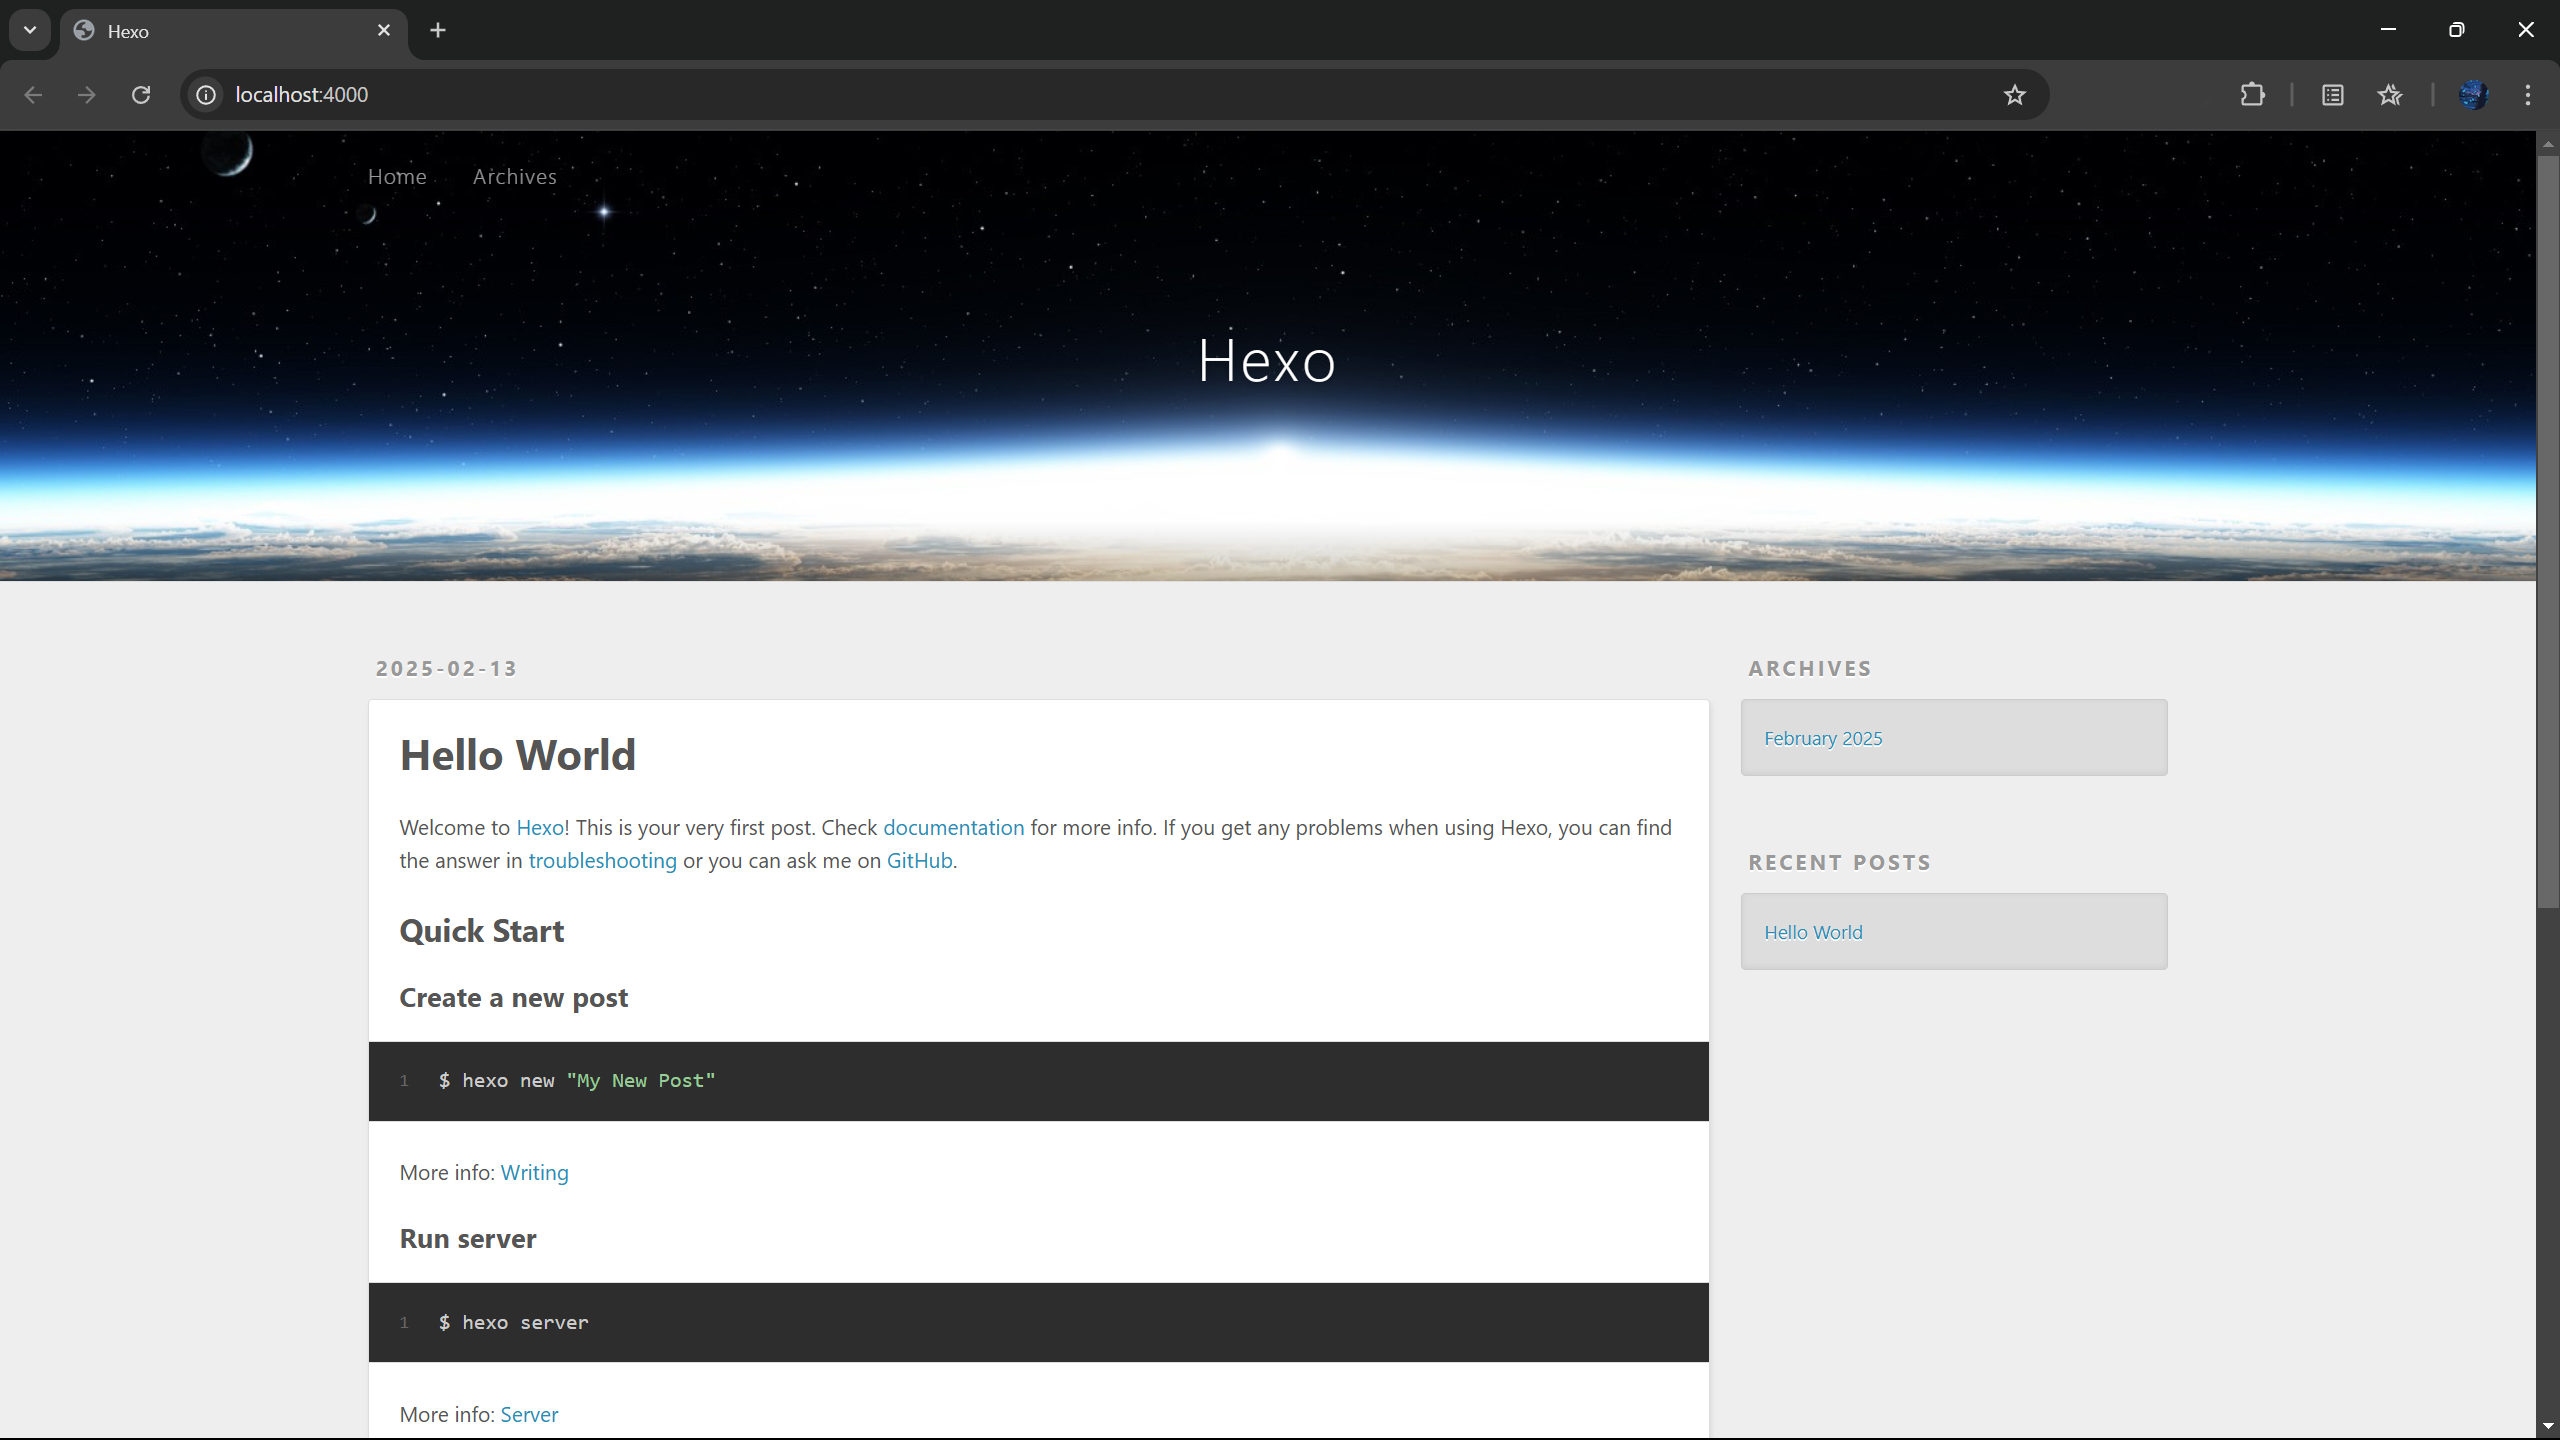 Hexo
localhost:4000
Home Archives
Hexo
2025-02-13
Hello World
Welcome to Hexo! This is your very first post. Check documentation for more info. If you get any problems when using Hexo, you can find
the answer in troubleshooting or you can ask me on GitHub.
Quick Start
Create a new post
1 $ hexo new "My New Post"
More info: Writing
Run server
1 $ hexo server
More info: Server
ARCHIVES
February 2025
RECENT POSTS
Hello World